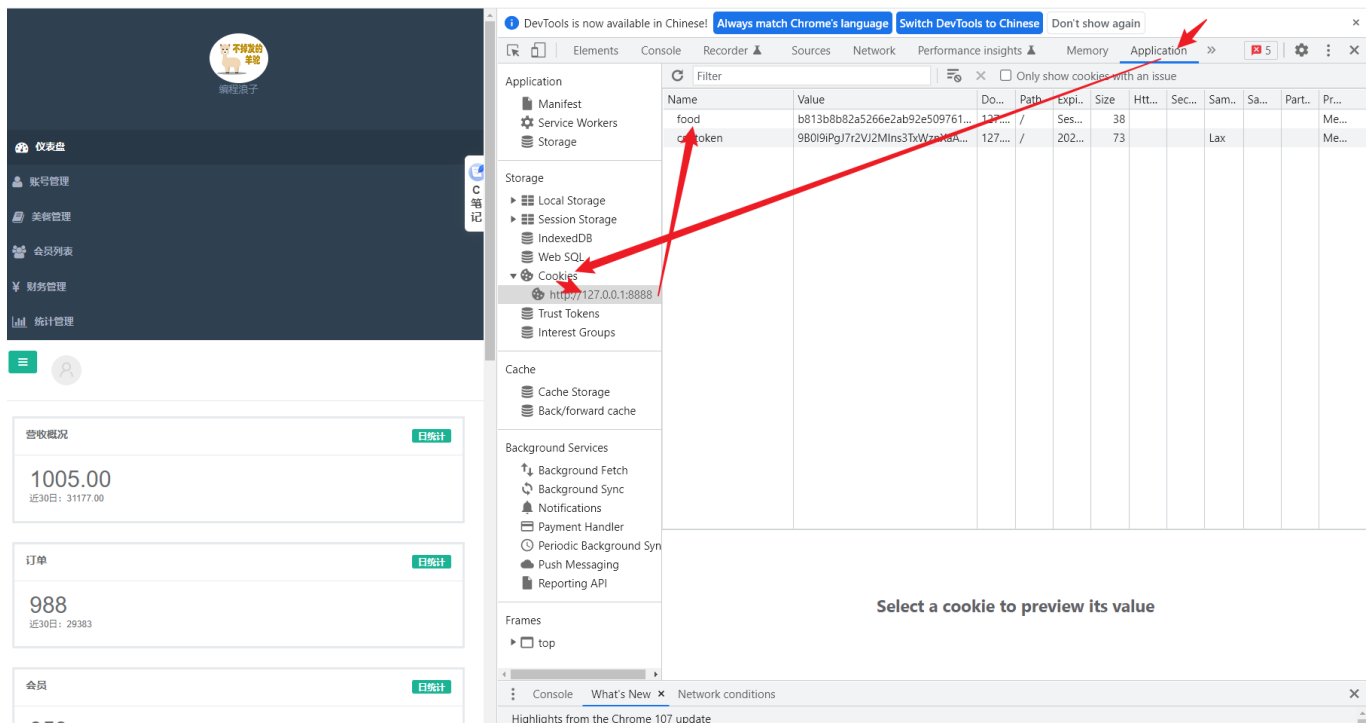 不掉发的
羊驼
编程浪子
仪表盘
账号管理
美餐管理
会员列表
财务管理
统计管理
C
笔
记
营收概况
日统计
1005.00
近30日：31177.00
订单
日统计
988
近30日：29383
会员
日统计
DevTools is now available in Chinese! Always match Chrome's language Switch DevTools to Chinese Don't show again
Elements Console Recorder Sources Network Performance insights Memory Application » 5
Application
Manifest
Service Workers
Storage
Storage
Local Storage
Session Storage
IndexedDB
Web SQL
Cookies
http://127.0.0.1:8888
Trust Tokens
Interest Groups
Cache
Cache Storage
Back/forward cache
Background Services
Background Fetch
Background Sync
Notifications
Payment Handler
Periodic Background Syn
Push Messaging
Reporting API
Frames
top
Filter Only show cookies with an issue
Name Value Do... Path Expi.. Size Htt... Sec... Sam.. Sa... Part.. Pr...
food b813b8b82a5266e2ab92e509761... 127.... / Ses... 38 Me...
127.... / 202... 73 Lax Me...
Select a cookie to preview its value
Console What's New × Network conditions
Highlights from the Chrome 107 update